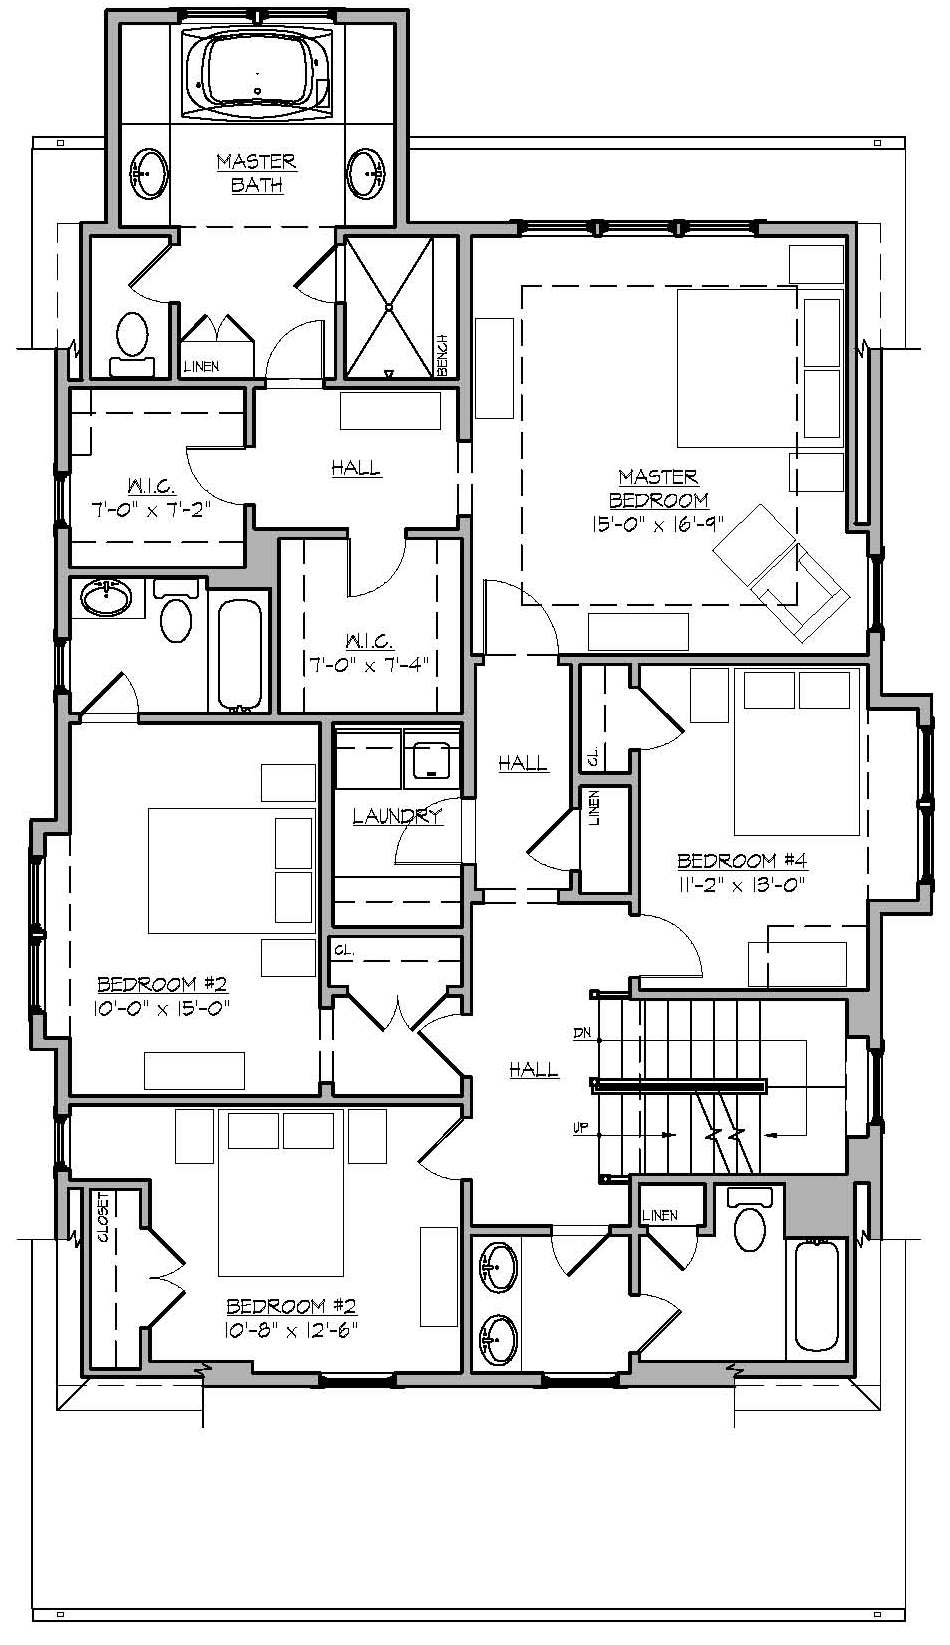 MASTER
BATH
LINEN
BENCH
HALL
W.I.C.
7'-0" x 7'-2"
MASTER
BEDROOM
15'-0" x 16'-9"
W.I.C.
7'-0" x 7'-4"
HALL
CL.
LINEN
LAUNDRY
BEDROOM #4
11'-2" x 13'-0"
CL.
BEDROOM #2
10'-0" x 15'-0"
DN
HALL
UP
CLOSET
LINEN
BEDROOM #2
10'-8" x 12'-6"